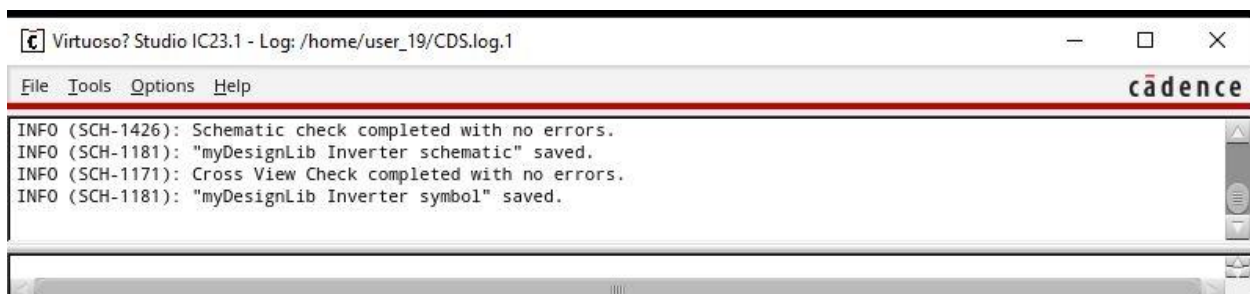 Virtuoso? Studio IC23.1 - Log: /home/user_19/CDS.log.1
File Tools Options Help
cādence
INFO (SCH-1426): Schematic check completed with no errors.
INFO (SCH-1181): "myDesignLib Inverter schematic" saved.
INFO (SCH-1171): Cross View Check completed with no errors.
INFO (SCH-1181): "myDesignLib Inverter symbol" saved.